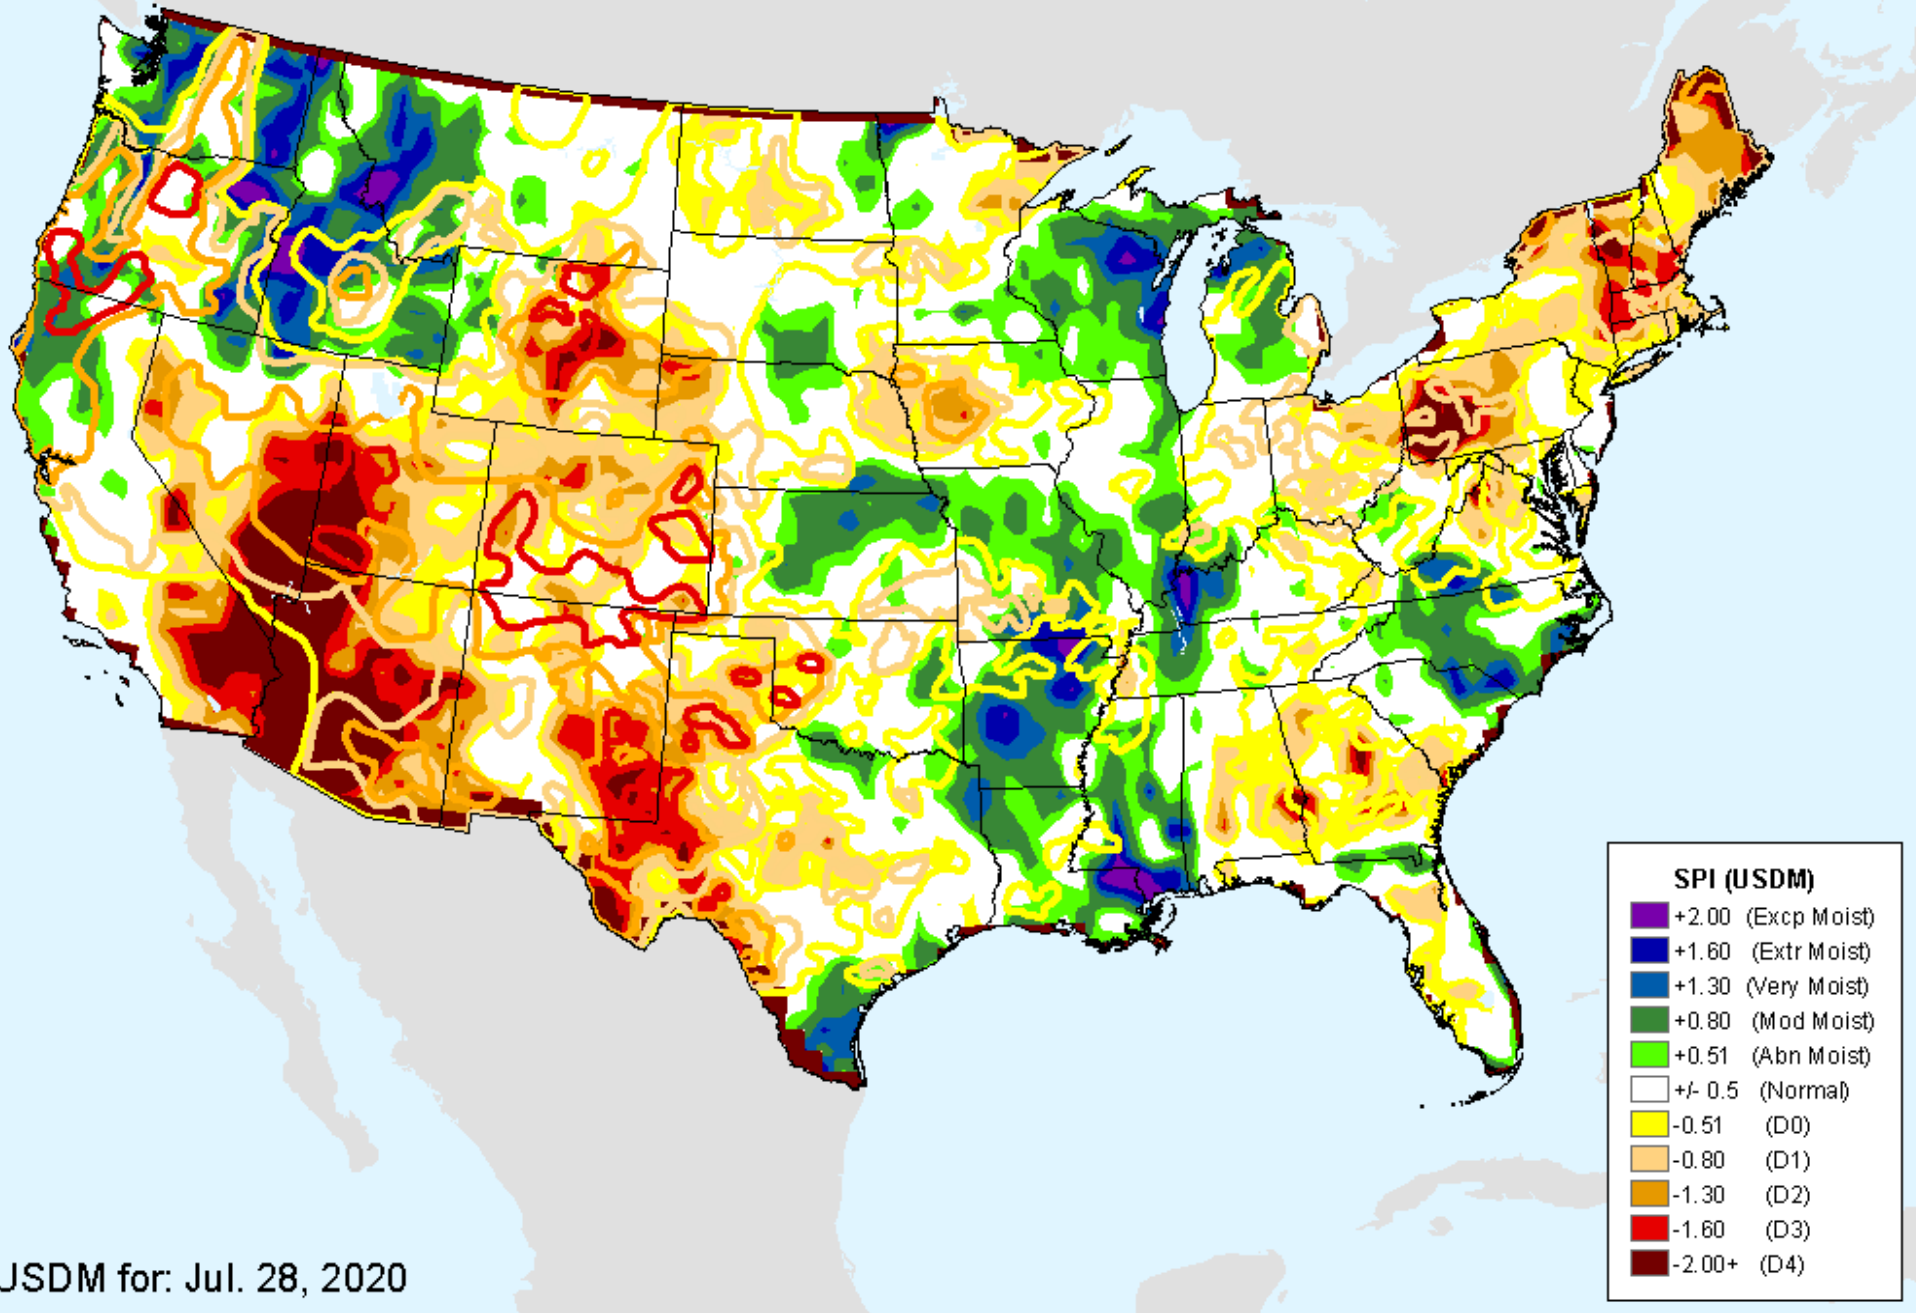 SPI (USDM)
+2.00 (Excp Moist)
+1.60 (Extr Moist)
+1.30 (Very Moist)
+0.80 (Mod Moist)
+0.51 (Abn Moist)
+/- 0.5 (Normal)
-0.51 (D0)
-0.80 (D1)
-1.30 (D2)
-1.60 (D3)
-2.00+ (D4)
USDM for: Jul. 28, 2020